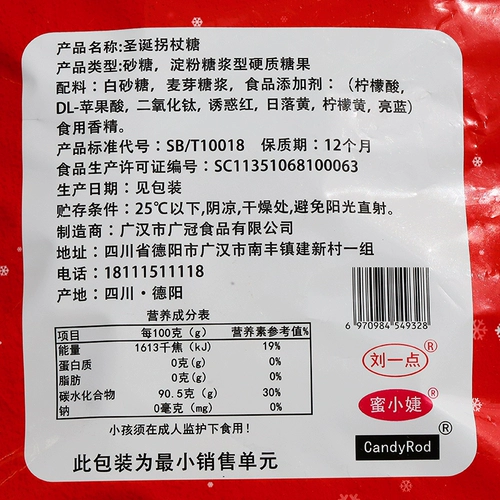 产品名称:圣诞拐杖糖
产品类型:砂糖，淀粉糖浆型硬质糖果
配料：白砂糖，麦芽糖浆，食品添加剂：（柠檬酸，
DL-苹果酸，二氧化钛，诱惑红，日落黄，柠檬黄，亮蓝）
食用香精。
产品标准代号：SB/T10018 保质期：12个月
食品生产许可证编号：SC11351068100063
生产日期：见包装
贮存条件：25℃以下,阴凉,干燥处,避免阳光直射。
制造商：广汉市广冠食品有限公司
地址：四川省德阳市广汉市南丰镇建新村一组
电话：18111511118
产地：四川·德阳
6 970984 549328
营养成分表
项目 每100克（g） 营养素参考值%
能量 1613千焦（kJ） 19%
蛋白质 0克(g) 0%
脂肪 0克(g) 0%
碳水化合物 90.5克（g） 30%
钠 0毫克（mg） 0%
小孩须在成人监护下食用！
此包装为最小销售单元
刘一点®
蜜小婕®
CandyRod®